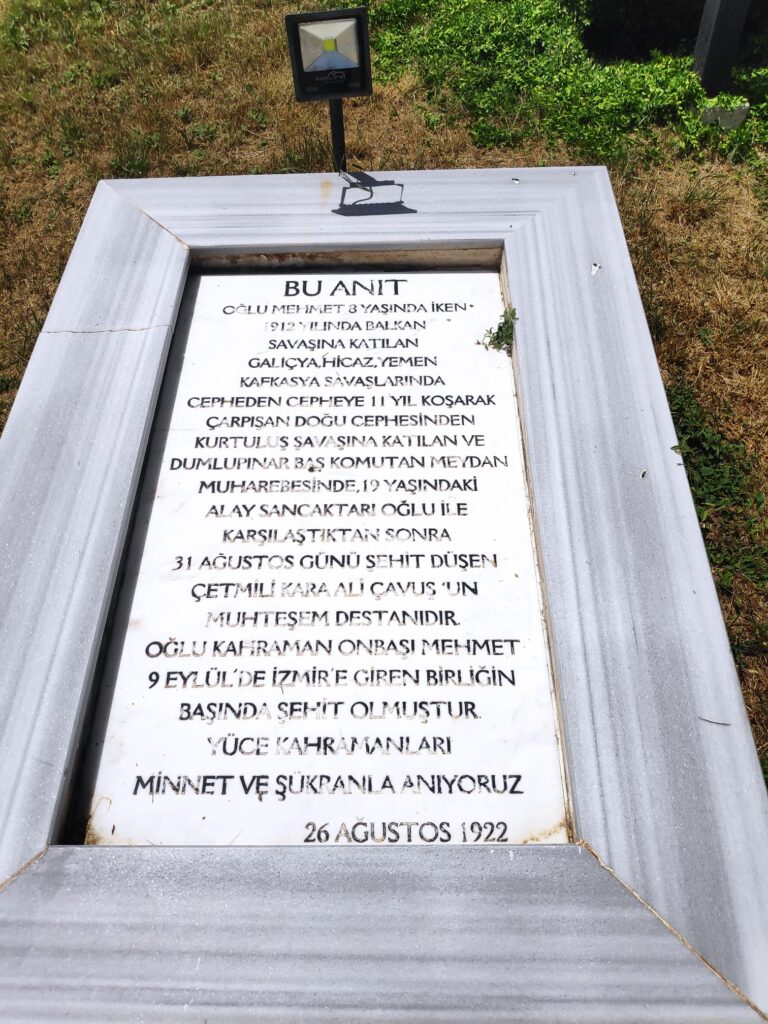 BU ANIT
OĞLU MEHMET 8 YAŞINDA İKEN
1912 YILINDA BALKAN
SAVAŞINA KATILAN
GALİÇYA,HİCAZ,YEMEN
KAFKASYA SAVAŞLARINDA
CEPHEDEN CEPHEYE 11 YIL KOŞARAK
ÇARPIŞAN DOĞU CEPHESİNDEN
KURTULUŞ SAVAŞINA KATILAN VE
DUMLUPINAR BAŞ KOMUTAN MEYDAN
MUHAREBESİNDE,19 YAŞINDAKİ
ALAY SANCAKTARI OĞLU İLE
KARŞILAŞTIKTAN SONRA
31 AĞUSTOS GÜNÜ ŞEHİT DÜŞEN
ÇETMİLİ KARA ALİ ÇAVUŞ 'UN
MUHTEŞEM DESTANIDIR.
OĞLU KAHRAMAN ONBAŞI MEHMET
9 EYLÜL'DE İZMİR'E GİREN BİRLİĞİN
BAŞINDA ŞEHİT OLMUŞTUR.
YÜCE KAHRAMANLARI
MİNNET VE ŞÜKRANLA ANIYORUZ
26 AĞUSTOS 1922